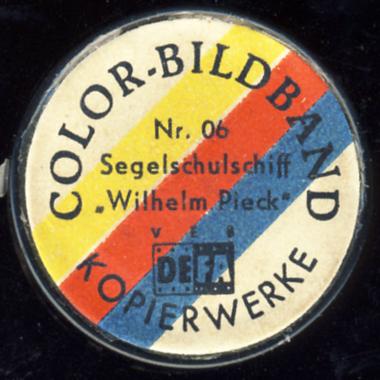 COLOR-BILDBAND
Nr. 06
Segelschulschiff
„Wilhelm Pieck“
VEB
DEFA
KOPIERWERKE